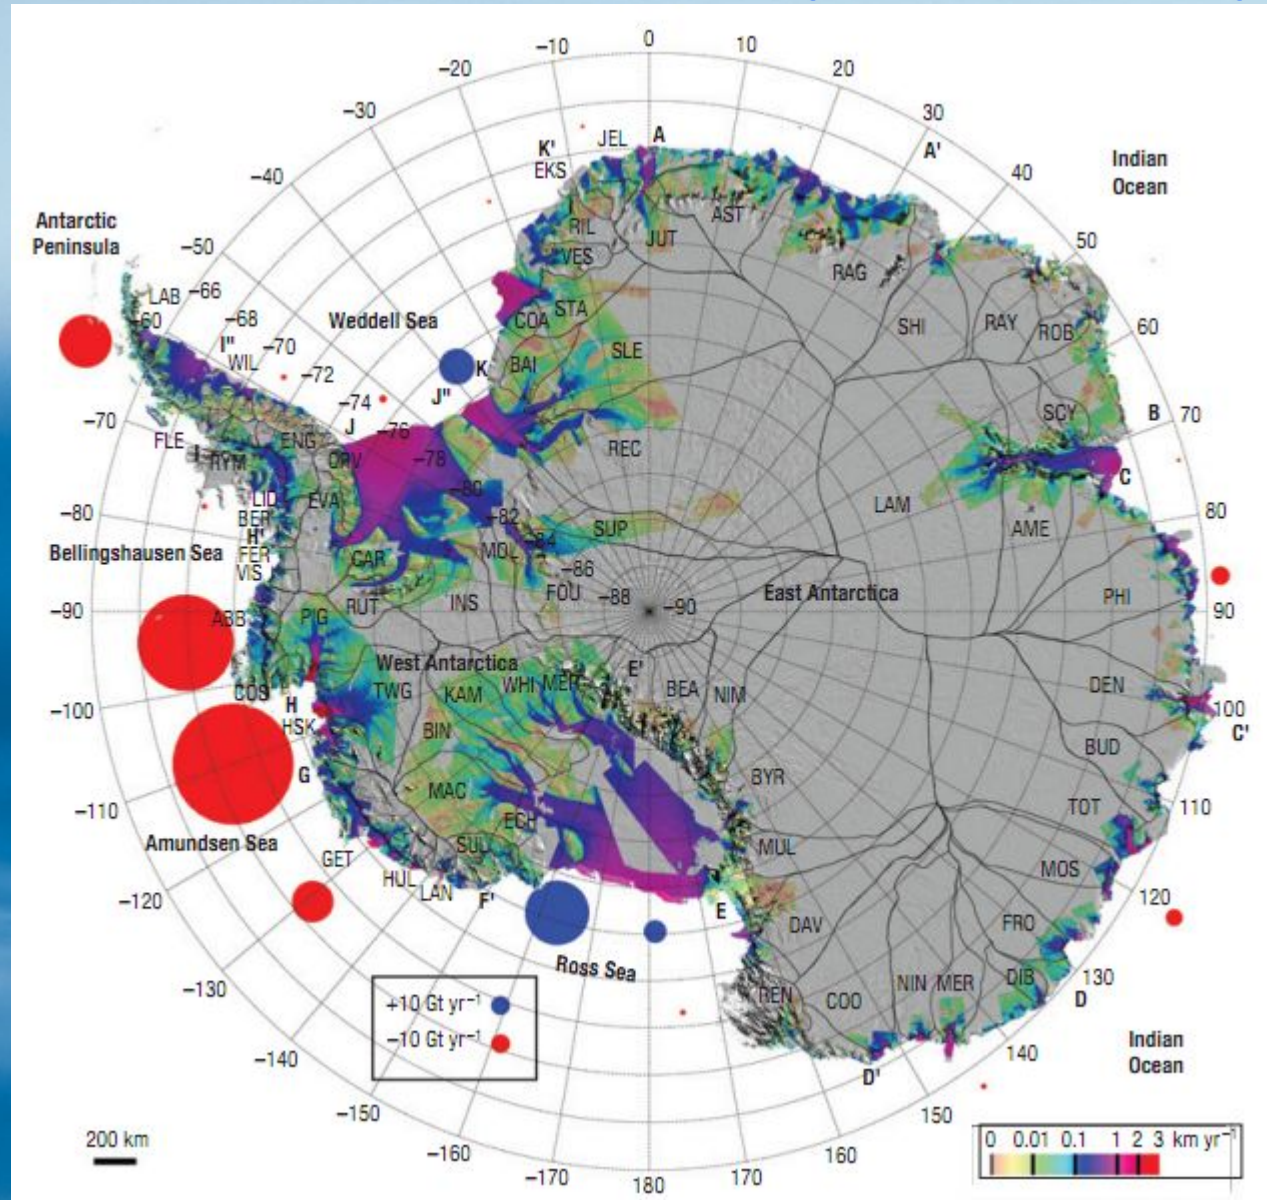 0
-10
10
-20
20
-30
30
JEL
A
K'
EKS
A'
Indian
Ocean
-40
40
Antarctic
Peninsula
-50
AST
RIL
JUT
50
VES
RAG
LAB
-66
STA
-60
-68
Weddell Sea
COA
SHI
RAY
ROB
60
I"
WIL
-70
SLE
K
BAI
-72
J"
-74
SCY
B
70
-70
J
-76
FLE
I
ENG
REC
RYM
ORV
-78
C
LID
EVA
-80
LAM
-80
BER
-82
SUP
AME
80
H'
Bellingshausen Sea
FER
-84
MOL
VIS
CAR
-86
FOU
-88
-90
East Antarctica
PHI
90
-90
ABB
PIG
RUT
INS
West Antarctica
E'
COS
TWG
KAM
WHI
MER
BEA
NIM
DEN
-100
H
HSK
BIN
100
C'
BUD
G
BYR
MAC
TOT
110
-110
ECH
Amundsen Sea
SUL
MUL
GET
MOS
HUL
LAN
F'
120
-120
E
DAV
FRO
Ross Sea
-130
REN
COO
NIN
MER
DIB
130
D
+10 Gt yr⁻¹
-10 Gt yr⁻¹
140
Indian
Ocean
-140
D'
-150
150
200 km
0 0.01 0.1 1 2 3 km yr⁻¹
-160
160
-170
180
170